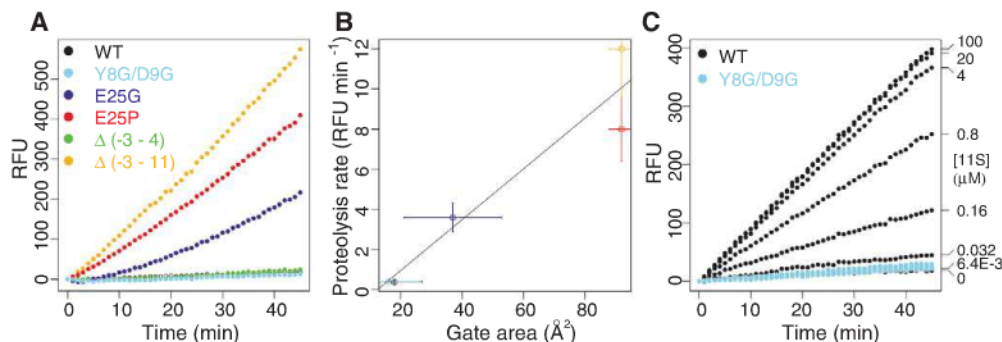 A
RFU
0 100 200 300 400 500
WT
Y8G/D9G
E25G
E25P
Δ (-3 - 4)
Δ (-3 - 11)
0 10 20 30 40
Time (min)
B
Proteolysis rate (RFU min ⁻¹)
0 2 4 6 8 10 12
20 40 60 80
Gate area (Å²)
C
RFU
0 100 200 300 400
WT
Y8G/D9G
100
20
4
0.8
[11S]
(μM)
0.16
0.032
6.4E-3
0
0 10 20 30 40
Time (min)